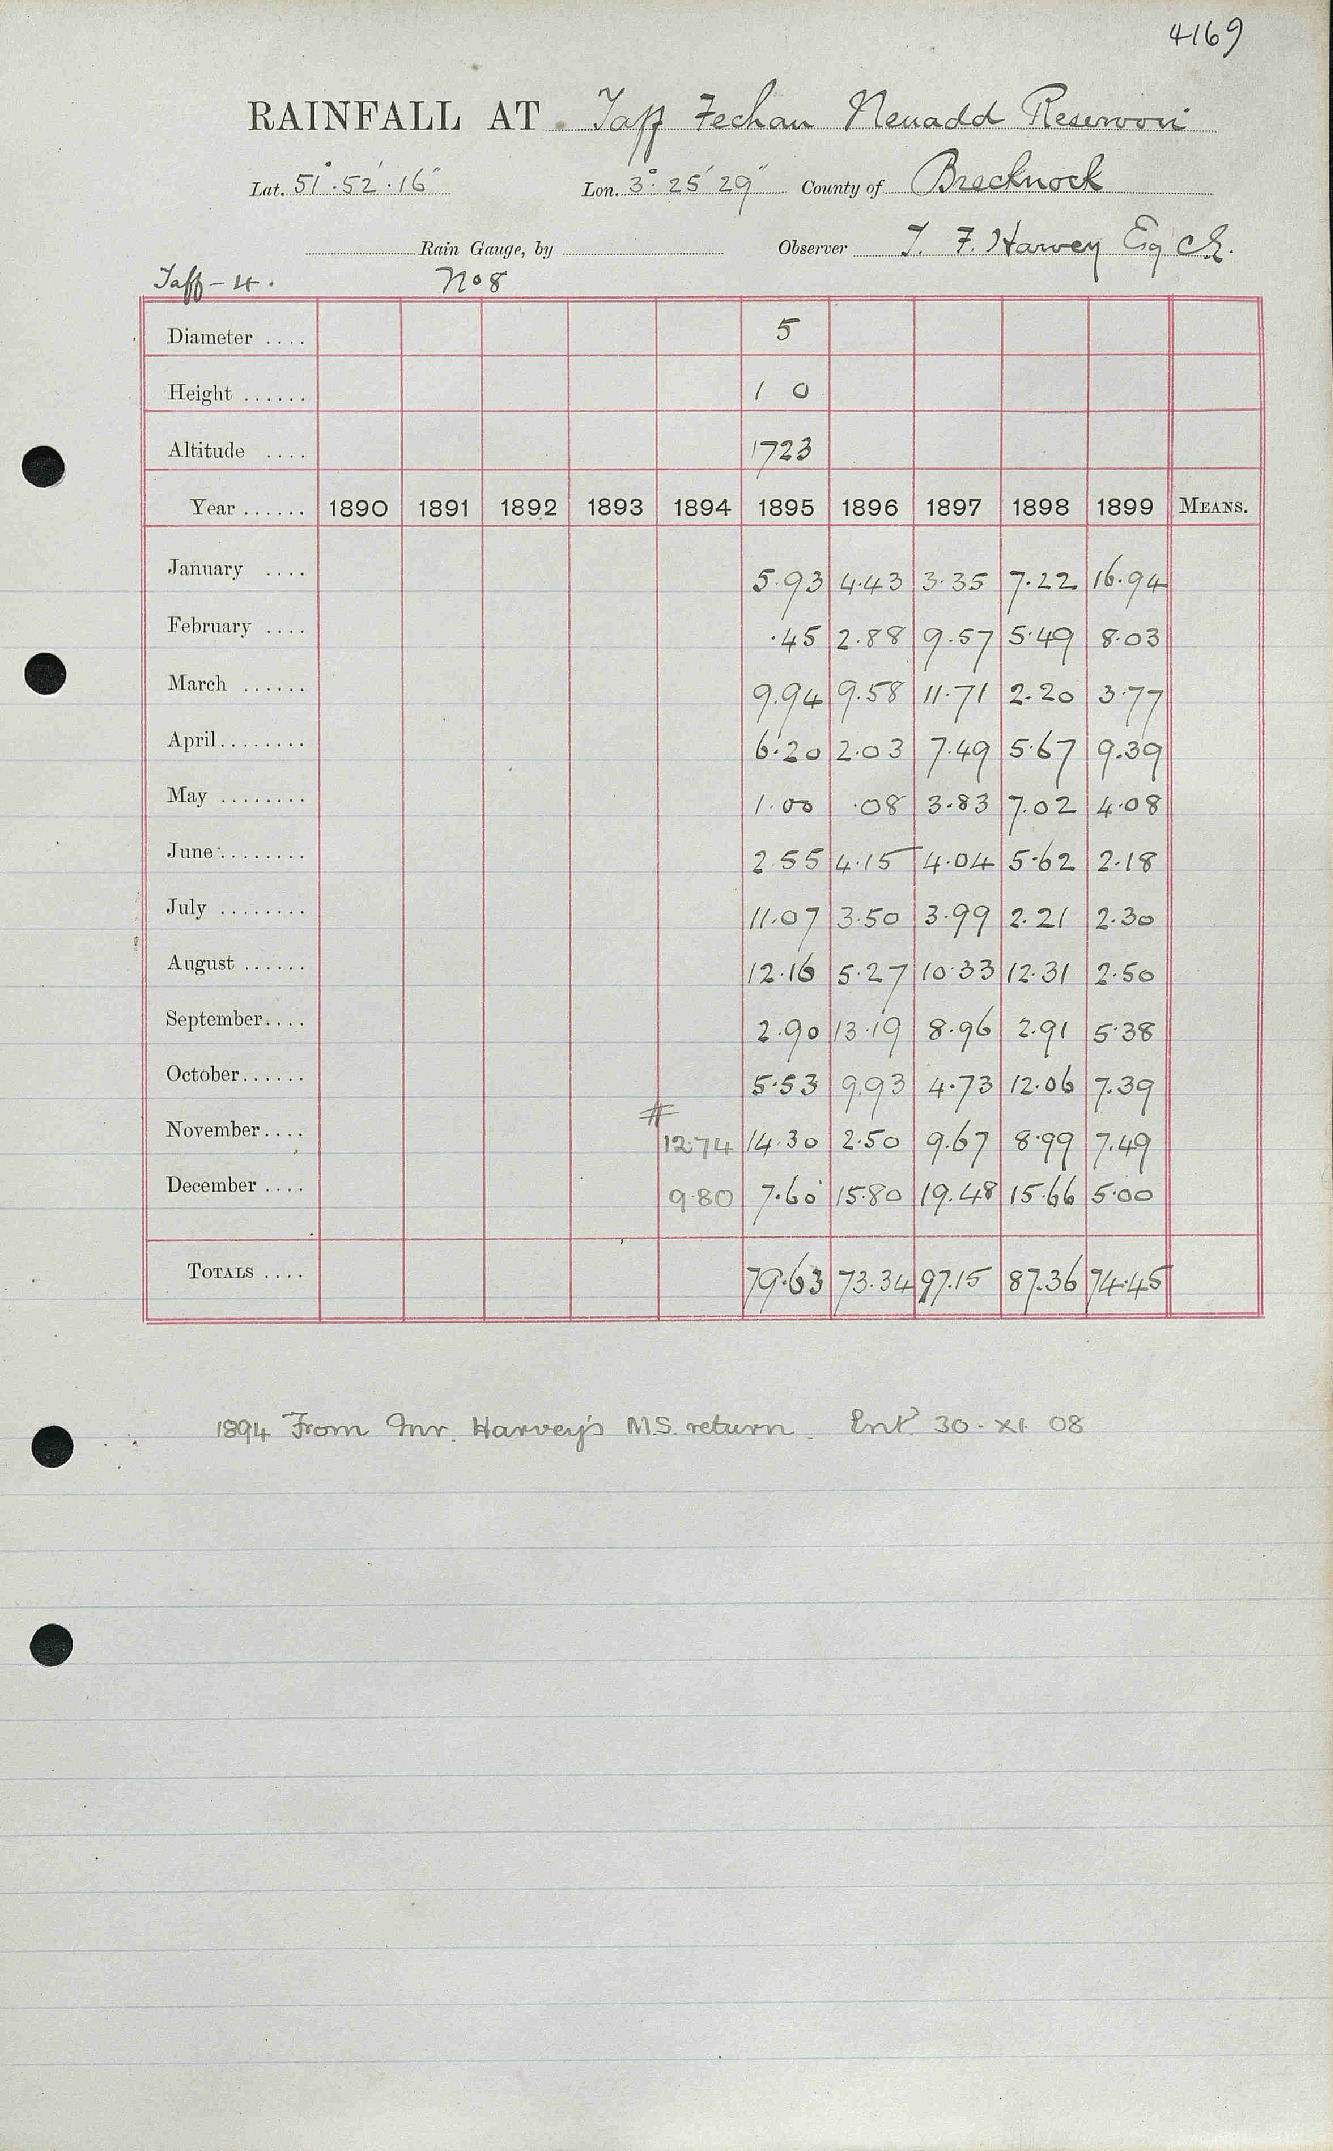 4169
RAINFALL AT Taff Fechan Neuadd Reservoir
Lat. 51° 52' 16" Lon. 3° 25' 29" County of Brecknock
Rain Gauge, by Observer T. F. Harvey Esq C.E.
Taff - 4. No 8
Diameter .... 5
Height ...... 1 0
Altitude .... 1723
Year ...... 1890 1891 1892 1893 1894 1895 1896 1897 1898 1899 MEANS.
January .... 5.93 4.43 3.35 7.22 16.94
February .... .45 2.88 9.57 5.49 8.03
March ...... 9.94 9.58 11.71 2.20 3.77
April........ 6.20 2.03 7.49 5.67 9.39
May ........ 1.00 .08 3.83 7.02 4.08
June ........ 2.55 4.15 4.04 5.62 2.18
July ........ 11.07 3.50 3.99 2.21 2.30
August ...... 12.16 5.27 10.33 12.31 2.50
September.... 2.90 13.19 8.96 2.91 5.38
October...... 5.53 9.93 4.73 12.06 7.39
#
November.... 12.74 14.30 2.50 9.67 8.99 7.49
December .... 9.80 7.60 15.80 19.48 15.66 5.00
TOTALS .... 79.63 73.34 97.15 87.36 74.45
1894 From Mr. Harvey's M.S. return. Entd 30 - XI 08